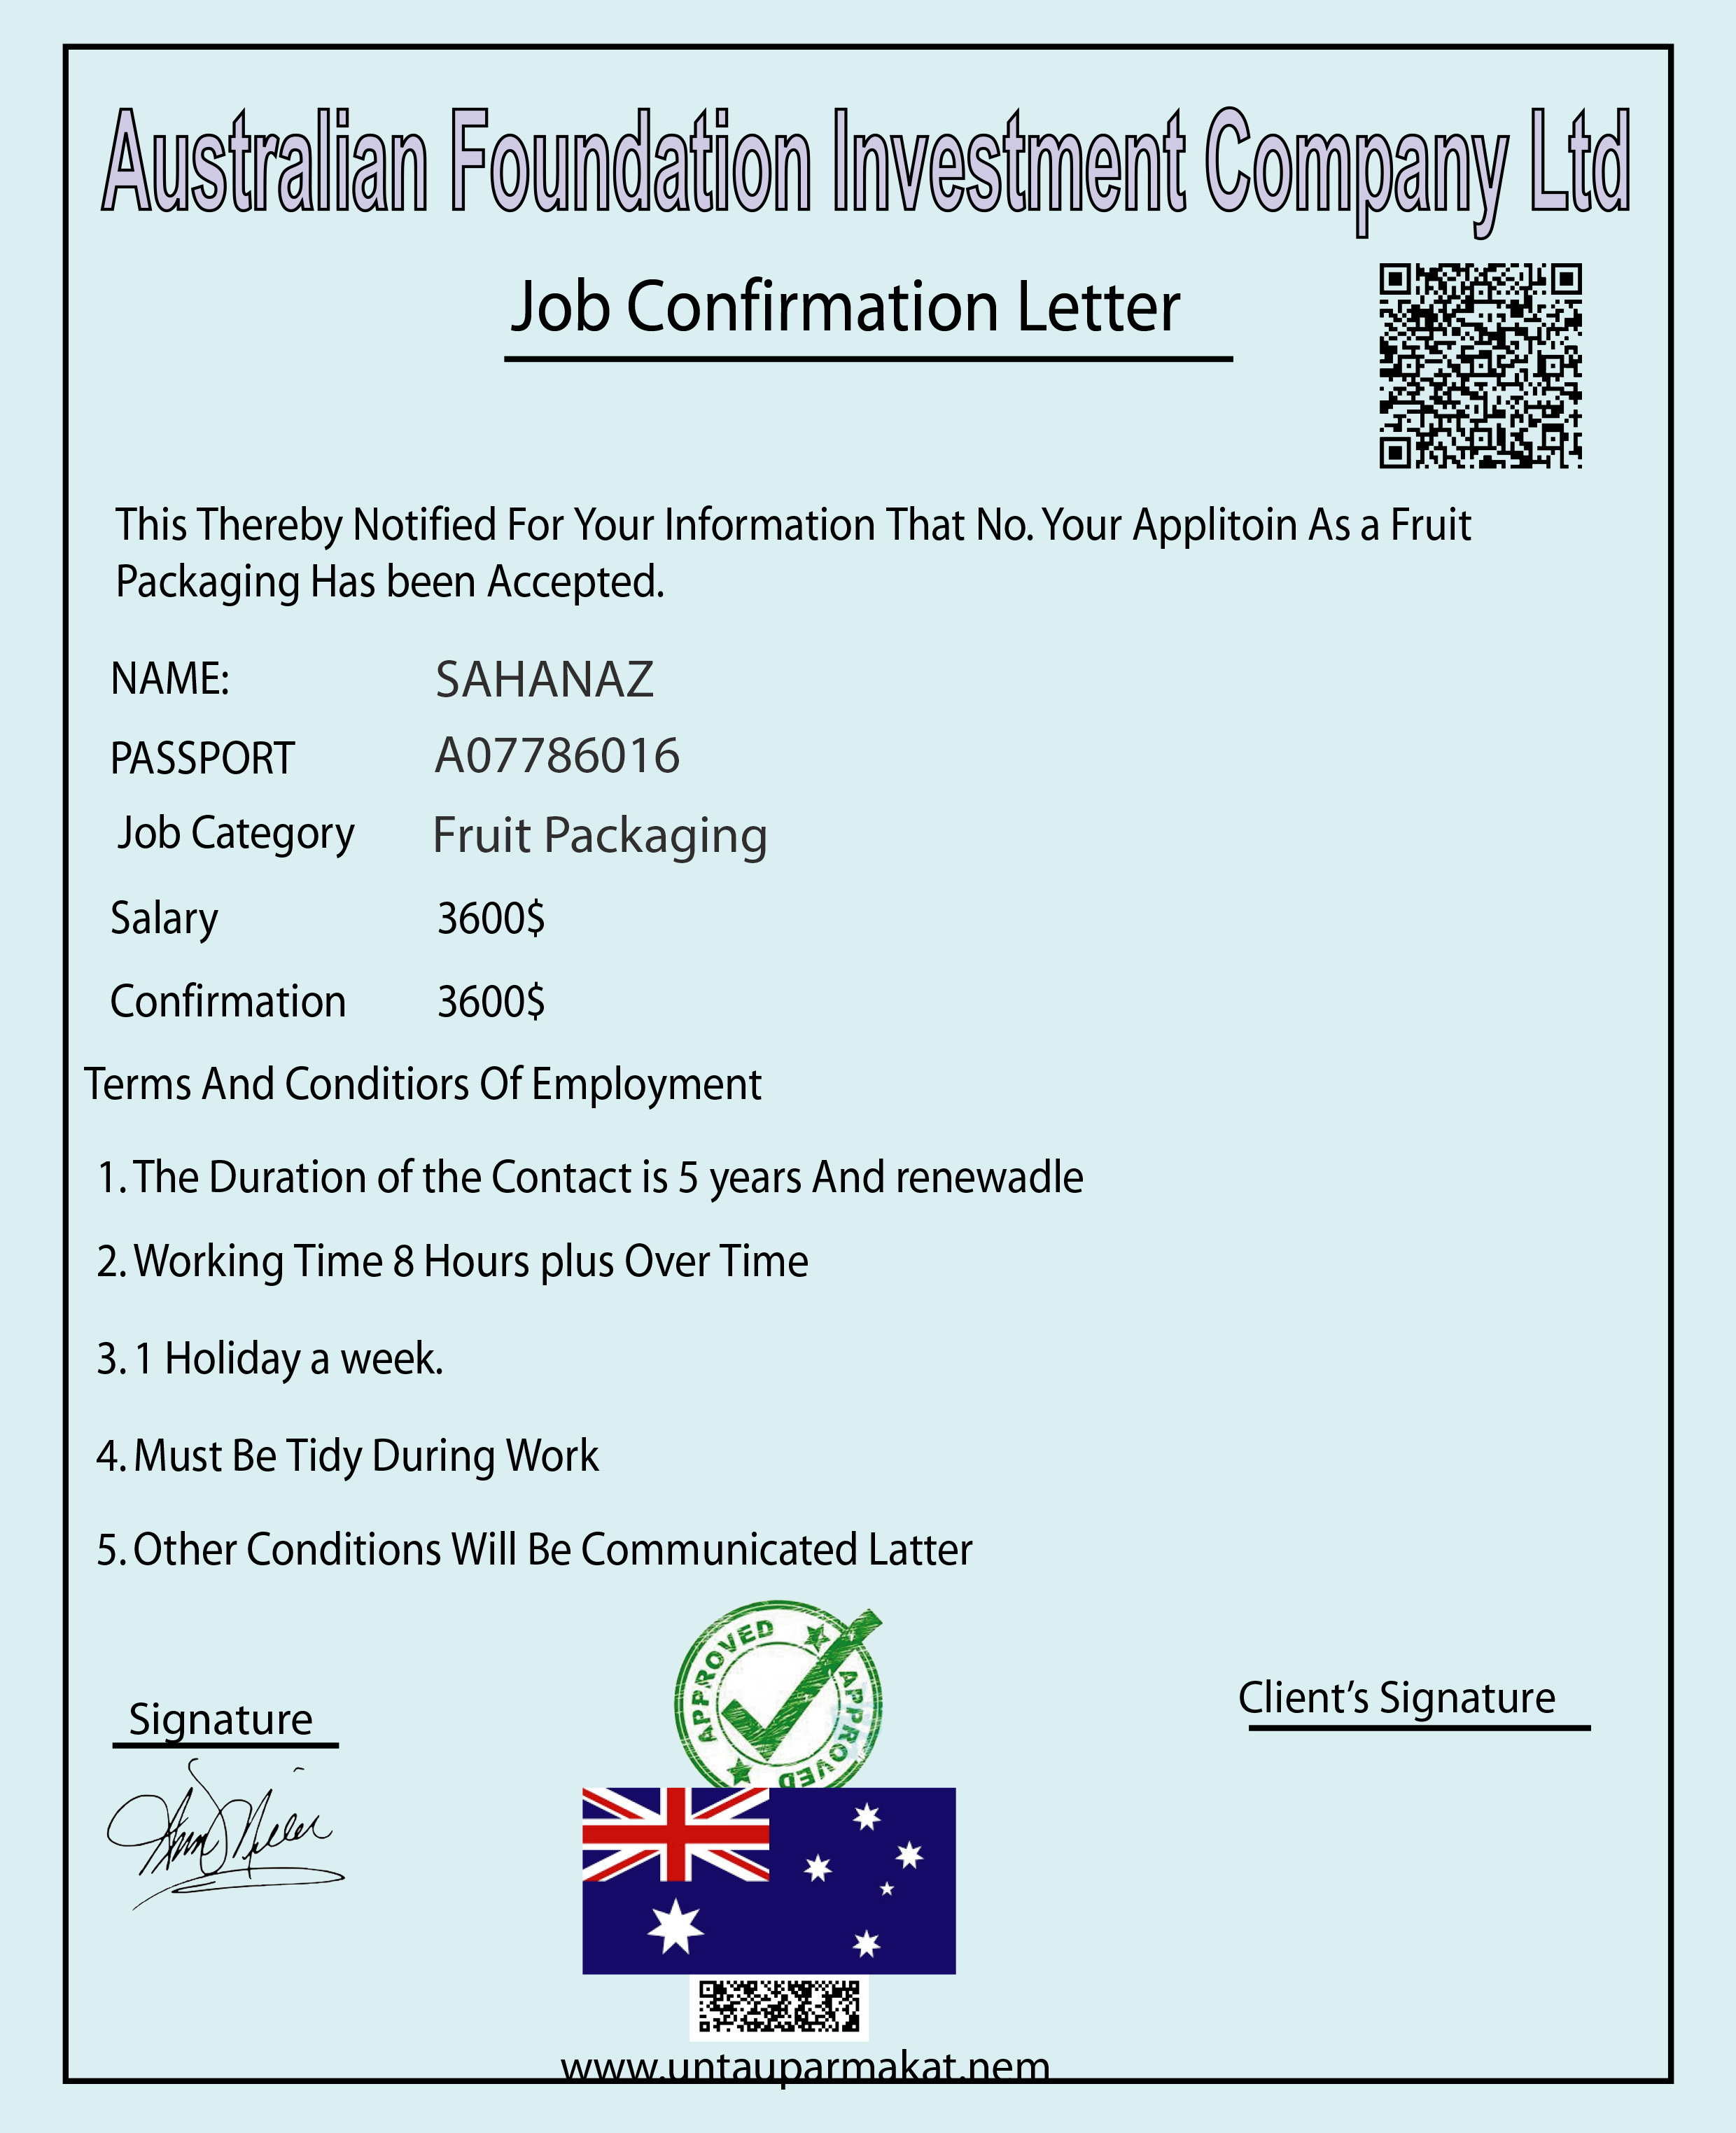 Australian Foundation Investment Company Ltd
Job Confirmation Letter
This Thereby Notified For Your Information That No. Your Applitoin As a Fruit
Packaging Has been Accepted.
NAME: SAHANAZ
PASSPORT A07786016
Job Category Fruit Packaging
Salary 3600$
Confirmation 3600$
Terms And Conditiors Of Employment
1. The Duration of the Contact is 5 years And renewadle
2. Working Time 8 Hours plus Over Time
3. 1 Holiday a week.
4. Must Be Tidy During Work
5. Other Conditions Will Be Communicated Latter
APPROVED
APPROVED
Signature
Client's Signature
www.untauparmakat.nem